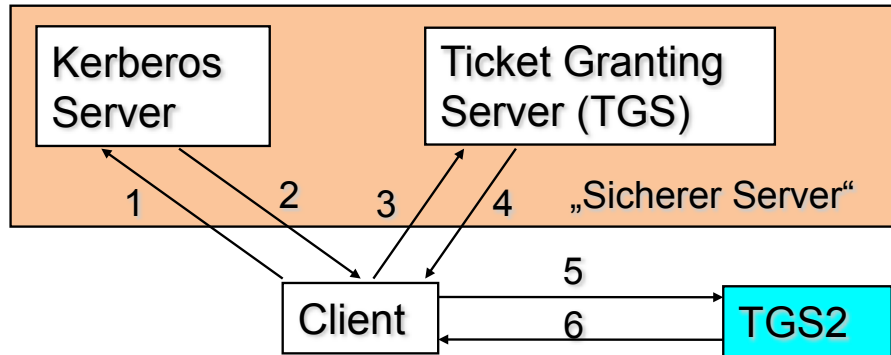 Kerberos
Server
Ticket Granting
Server (TGS)
1
2
3
4
„Sicherer Server“
5
Client
6
TGS2